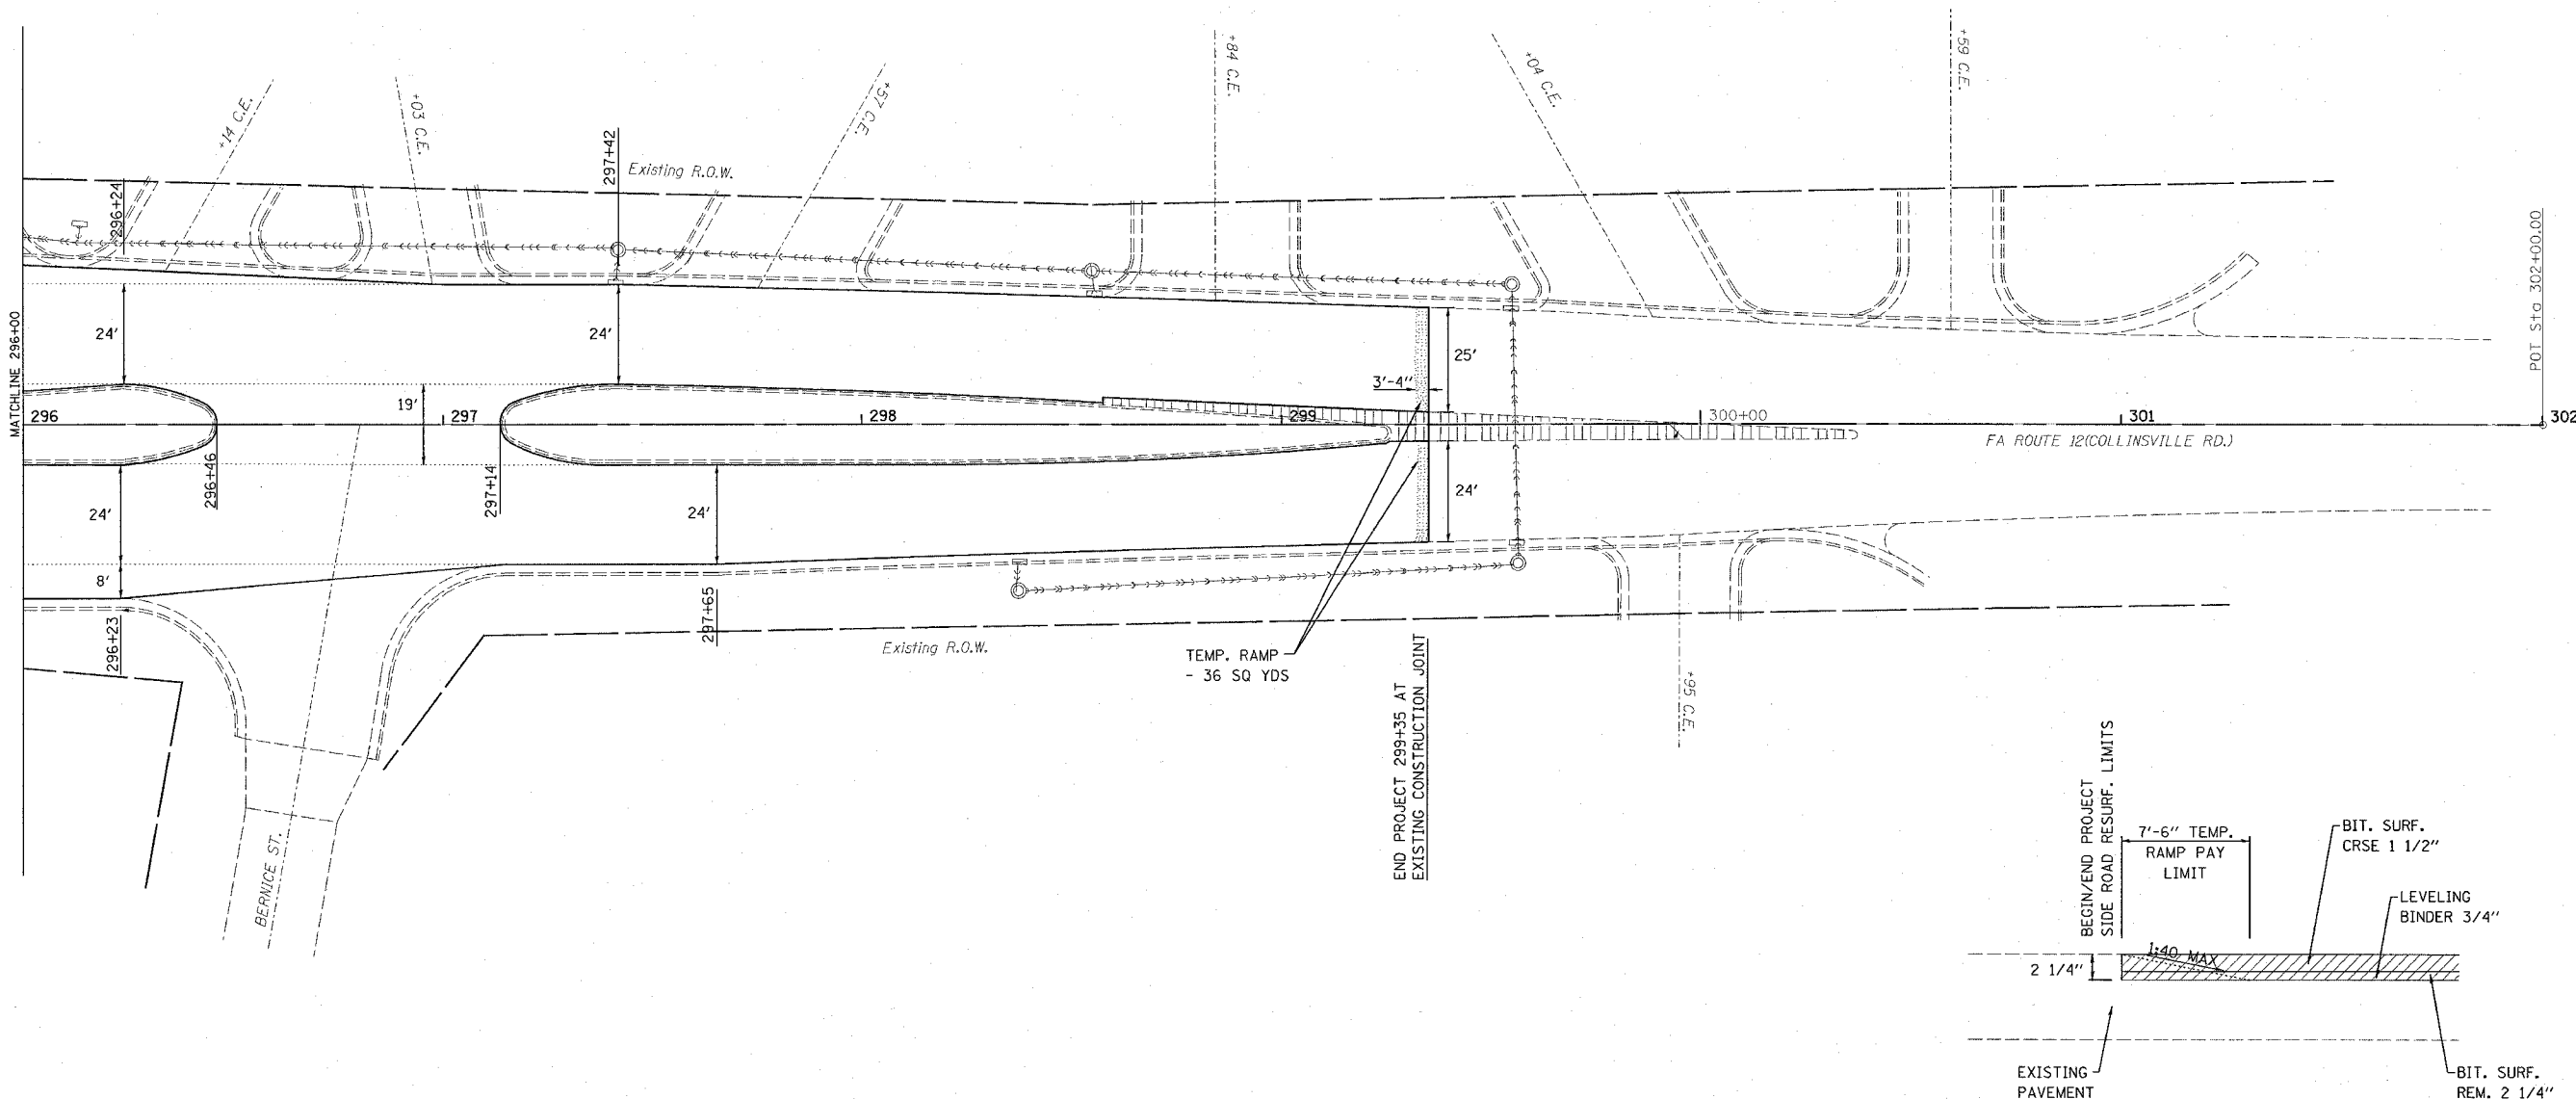 +14 C.E.
+03 C.E.
+57 C.E.
+84 C.E.
+04 C.E.
+59 C.E.
296+24
297+42
Existing R.O.W.
MATCHLINE 296+00
POT Sta 302+00.00
24'
24'
25'
3'-4"
19'
296
297
298
299
300+00
301
302
FA ROUTE 12(COLLINSVILLE RD.)
296+46
297+14
24'
24'
24'
8'
296+23
297+65
Existing R.O.W.
TEMP. RAMP
- 36 SQ YDS
END PROJECT 299+35 AT
EXISTING CONSTRUCTION JOINT
+95 C.E.
BERNICE ST.
BEGIN/END PROJECT
SIDE ROAD RESURF. LIMITS
7'-6" TEMP.
RAMP PAY
LIMIT
BIT. SURF.
CRSE 1 1/2"
LEVELING
BINDER 3/4"
1:40 MAX
2 1/4"
EXISTING
PAVEMENT
BIT. SURF.
REM. 2 1/4"